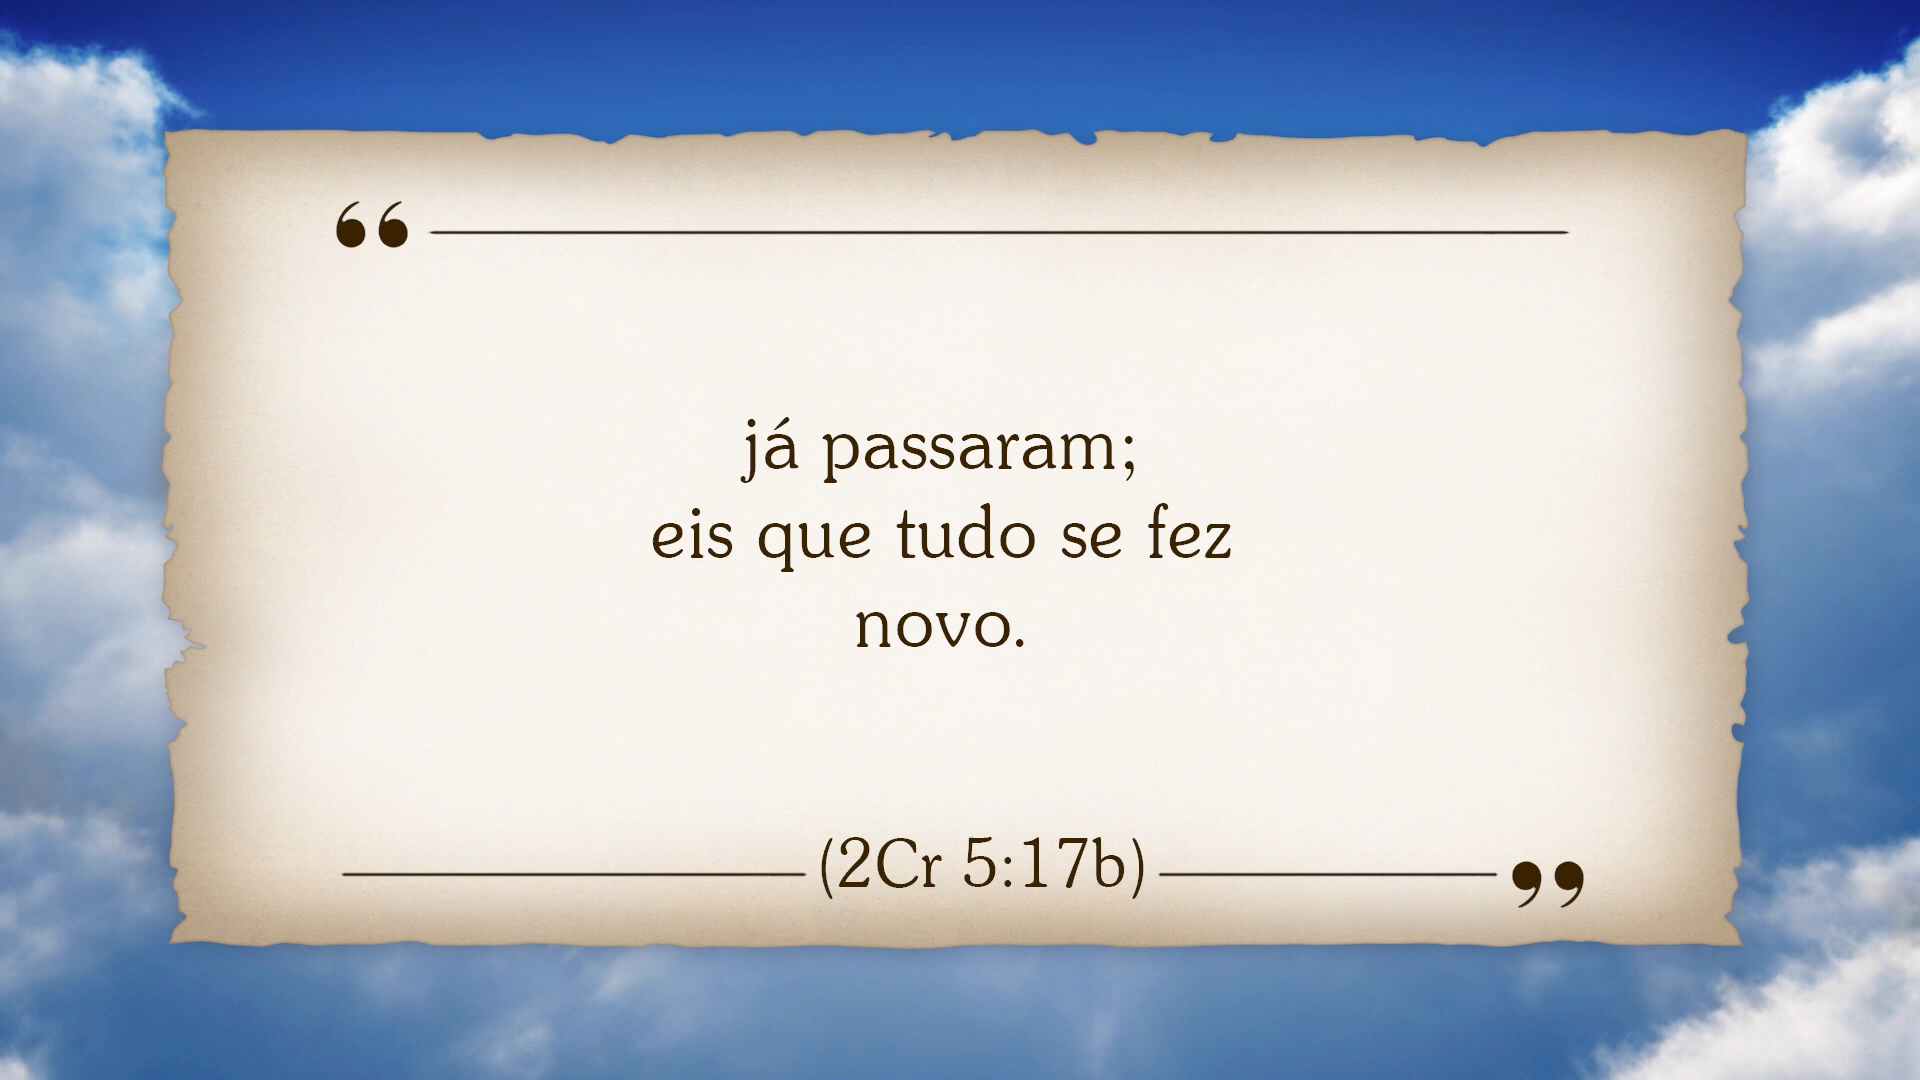 “
já passaram;
eis que tudo se fez
novo.
(2Cr 5:17b)
”